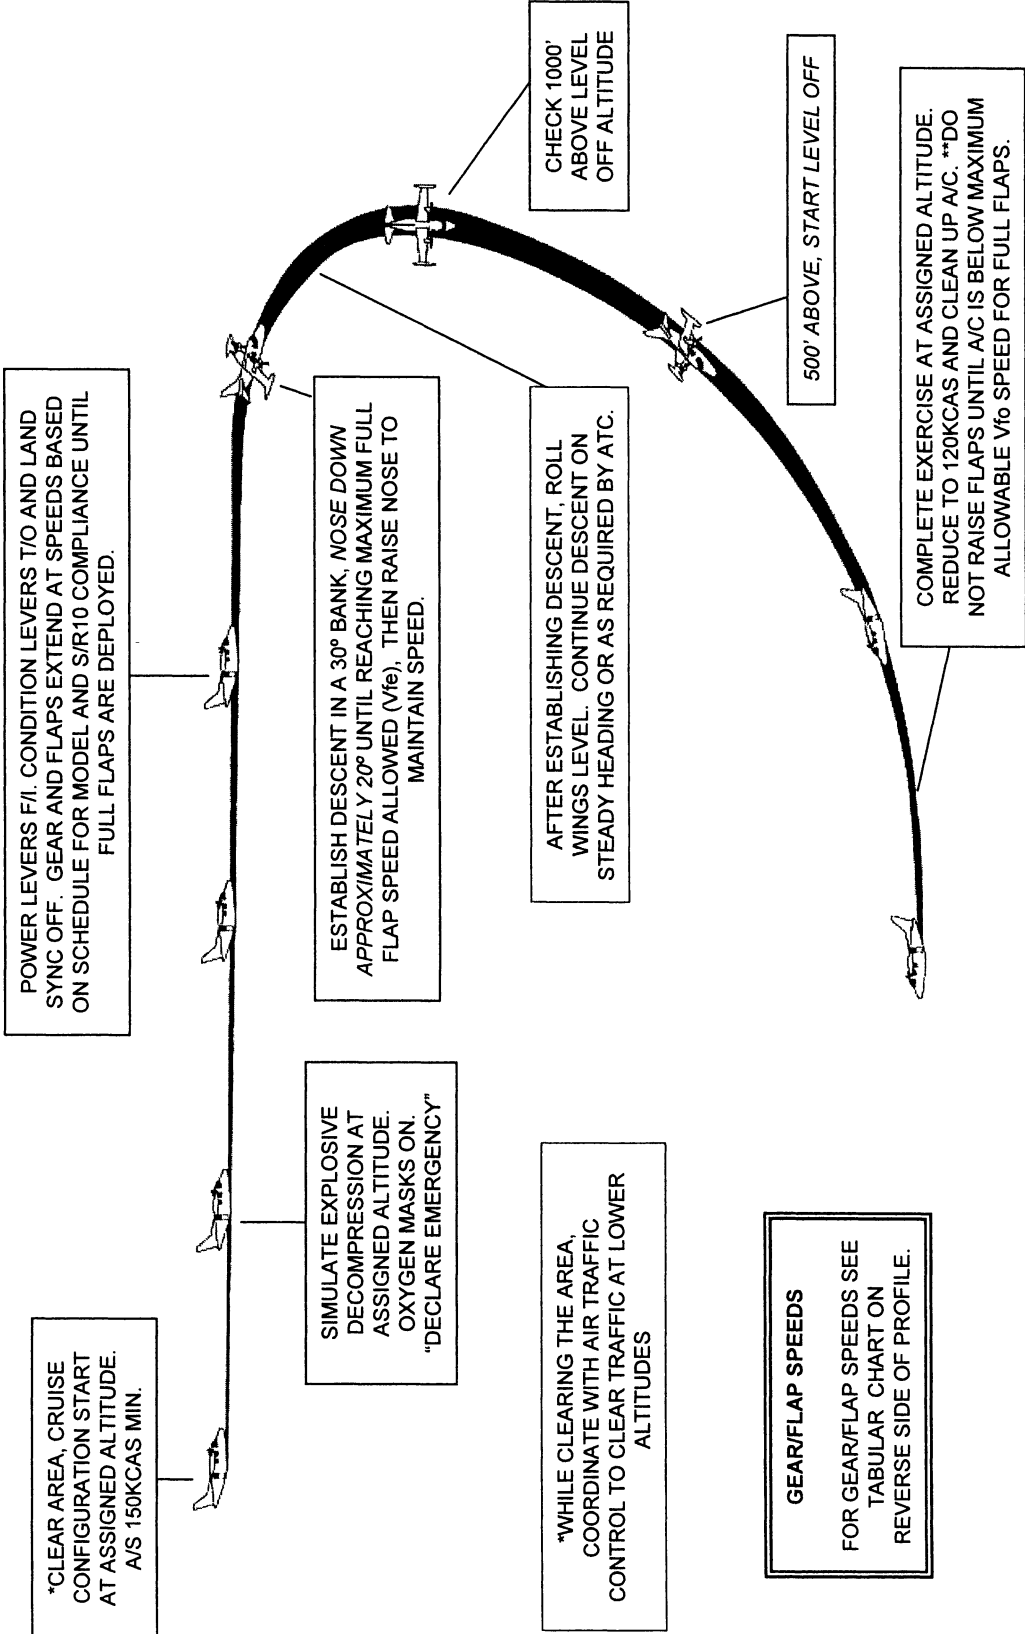 *CLEAR AREA, CRUISE
CONFIGURATION START
AT ASSIGNED ALTITUDE.
A/S 150KCAS MIN.
SIMULATE EXPLOSIVE
DECOMPRESSION AT
ASSIGNED ALTITUDE.
OXYGEN MASKS ON.
"DECLARE EMERGENCY"
POWER LEVERS F/I. CONDITION LEVERS T/O AND LAND
SYNC OFF. GEAR AND FLAPS EXTEND AT SPEEDS BASED
ON SCHEDULE FOR MODEL AND S/R10 COMPLIANCE UNTIL
FULL FLAPS ARE DEPLOYED.
ESTABLISH DESCENT IN A 30º BANK, NOSE DOWN
APPROXIMATELY 20º UNTIL REACHING MAXIMUM FULL
FLAP SPEED ALLOWED (Vfe), THEN RAISE NOSE TO
MAINTAIN SPEED.
AFTER ESTABLISHING DESCENT, ROLL
WINGS LEVEL. CONTINUE DESCENT ON
STEADY HEADING OR AS REQUIRED BY ATC.
CHECK 1000'
ABOVE LEVEL
OFF ALTITUDE
500' ABOVE, START LEVEL OFF
COMPLETE EXERCISE AT ASSIGNED ALTITUDE.
REDUCE TO 120KCAS AND CLEAN UP A/C. **DO
NOT RAISE FLAPS UNTIL A/C IS BELOW MAXIMUM
ALLOWABLE Vfo SPEED FOR FULL FLAPS.
*WHILE CLEARING THE AREA,
COORDINATE WITH AIR TRAFFIC
CONTROL TO CLEAR TRAFFIC AT LOWER
ALTITUDES
GEAR/FLAP SPEEDS
FOR GEAR/FLAP SPEEDS SEE
TABULAR CHART ON
REVERSE SIDE OF PROFILE.